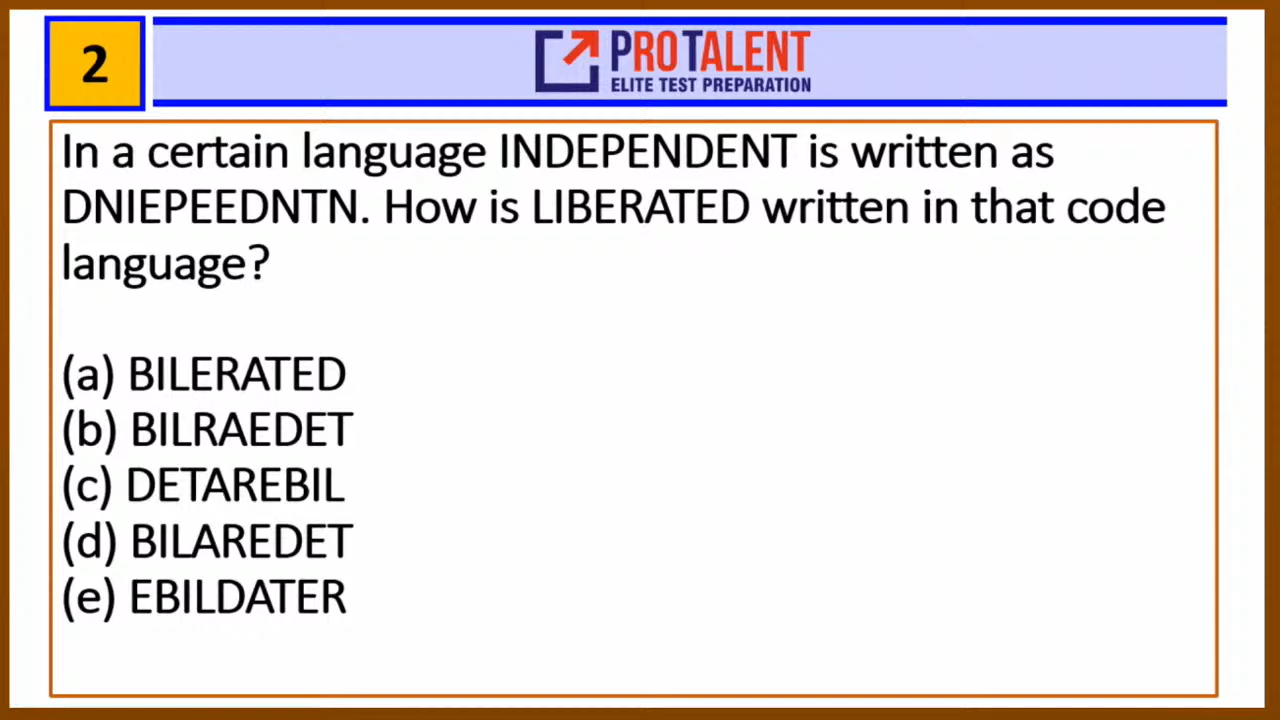 2
PROTALENT
ELITE TEST PREPARATION
In a certain language INDEPENDENT is written as
DNIEPEEDNTN. How is LIBERATED written in that code
language?
(a) BILERATED
(b) BILRAEDET
(c) DETAREBIL
(d) BILAREDET
(e) EBILDATER